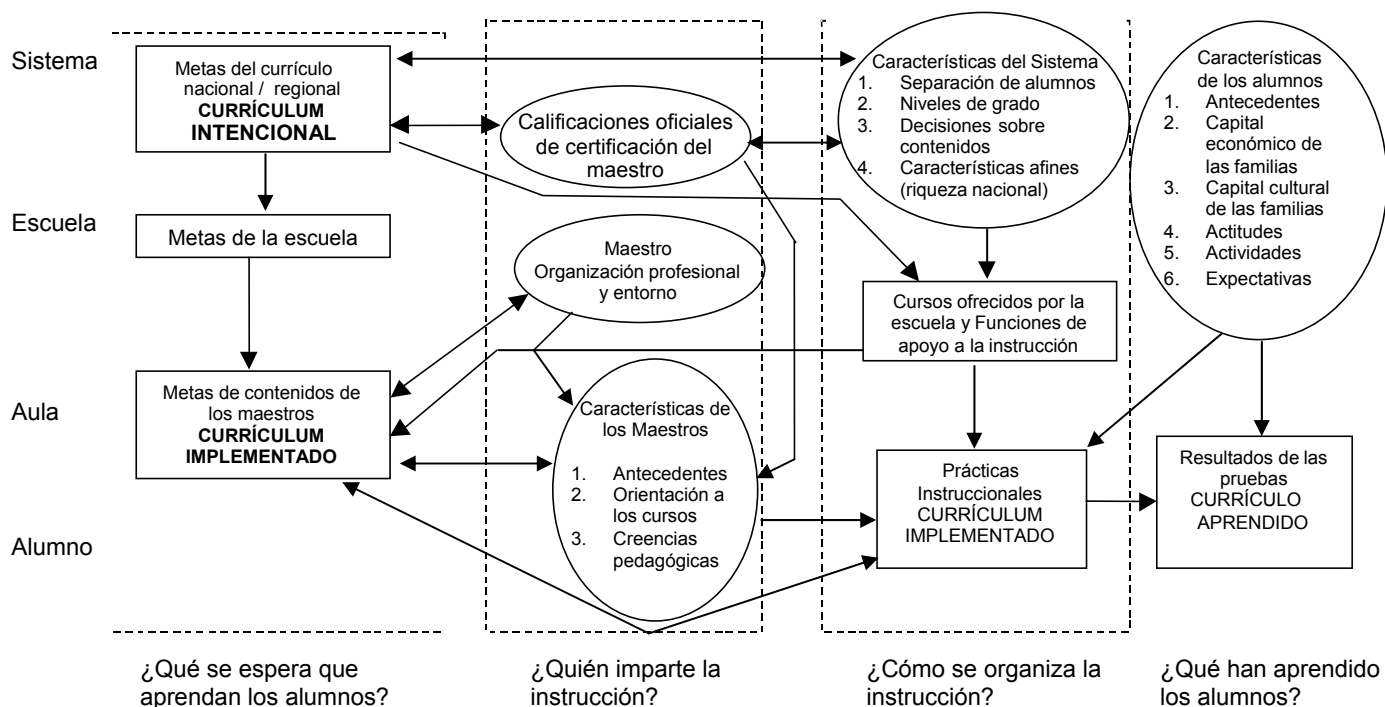 Sistema
Escuela
Aula
Alumno
Metas del currículo
nacional / regional
CURRÍCULUM
INTENCIONAL
Metas de la escuela
Metas de contenidos de
los maestros
CURRÍCULUM
IMPLEMENTADO
¿Qué se espera que
aprendan los alumnos?
Calificaciones oficiales
de certificación del
maestro
Maestro
Organización profesional
y entorno
Características de
los Maestros
1. Antecedentes
2. Orientación a
los cursos
3. Creencias
pedagógicas
¿Quién imparte la
instrucción?
Características del Sistema
1. Separación de alumnos
2. Niveles de grado
3. Decisiones sobre
contenidos
4. Características afines
(riqueza nacional)
Cursos ofrecidos por la
escuela y Funciones de
apoyo a la instrucción
Prácticas
Instruccionales
CURRÍCULUM
IMPLEMENTADO
¿Cómo se organiza la
instrucción?
Características
de los alumnos
1. Antecedentes
2. Capital
económico de
las familias
3. Capital cultural
de las familias
4. Actitudes
5. Actividades
6. Expectativas
Resultados de las
pruebas
CURRÍCULO
APRENDIDO
¿Qué han aprendido
los alumnos?